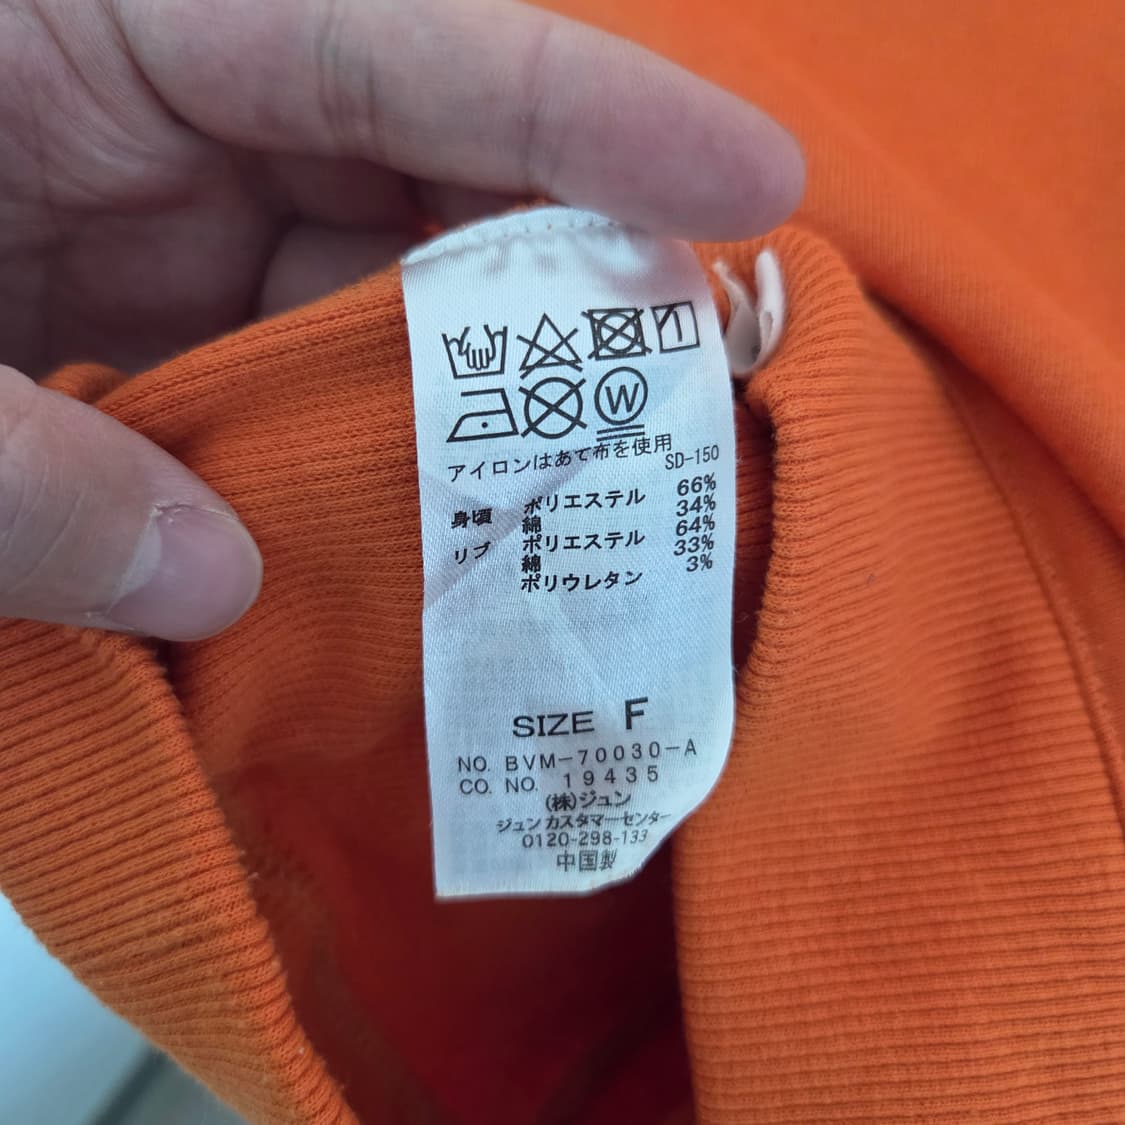 W
アイロンはあて布を使用
SD-150
身頃 ポリエステル 66%
綿 34%
リブ ポリエステル 64%
綿 33%
ポリウレタン 3%
SIZE F
NO. BVM-70030-A
CO. NO. 19435
(株)ジュン
ジュン カスタマーセンター
0120-298-133
中国製